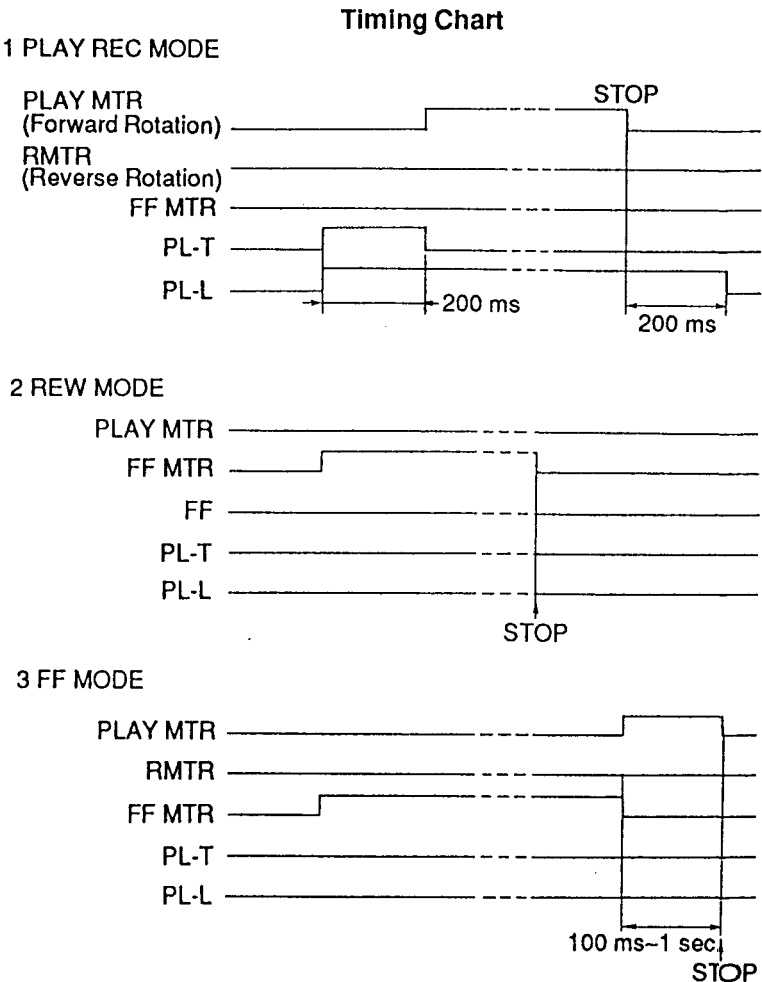 Timing Chart
1 PLAY REC MODE
PLAY MTR
(Forward Rotation)
STOP
RMTR
(Reverse Rotation)
FF MTR
PL-T
PL-L
200 ms
200 ms
2 REW MODE
PLAY MTR
FF MTR
FF
PL-T
PL-L
STOP
3 FF MODE
PLAY MTR
RMTR
FF MTR
PL-T
PL-L
100 ms~1 sec.
STOP